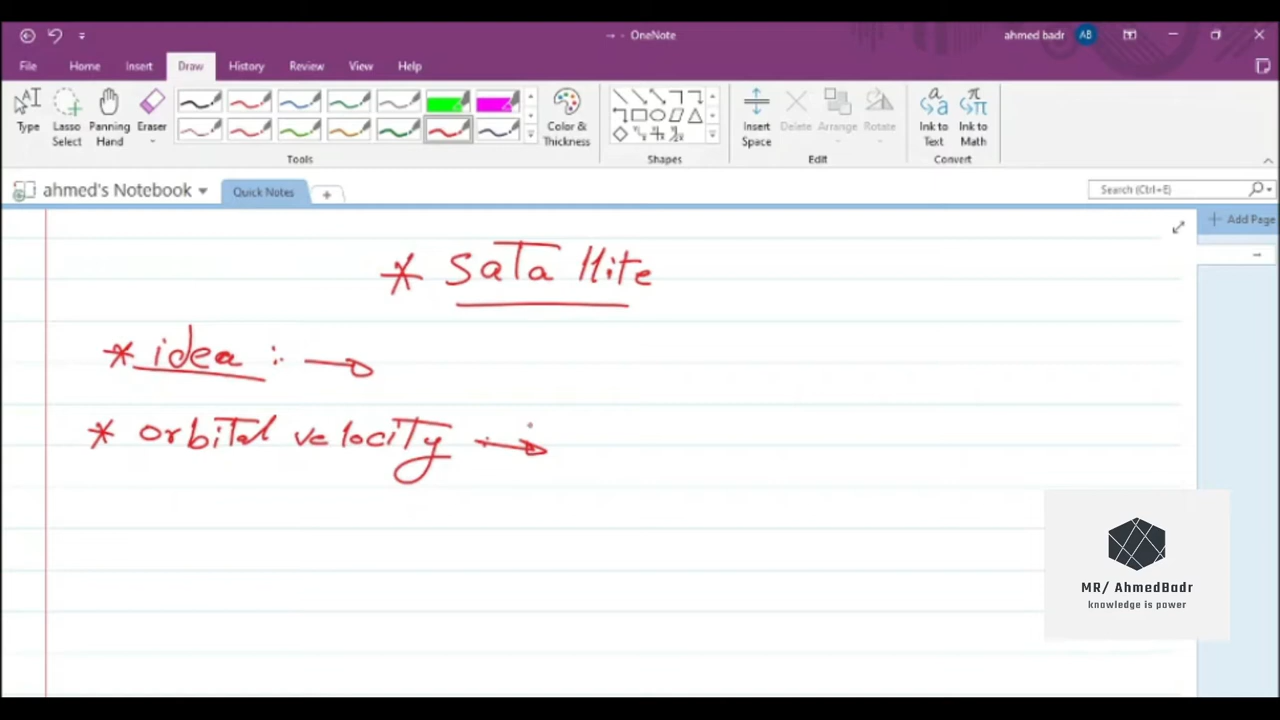 → - OneNote
ahmed badr AB
File Home Insert Draw History Review View Help
Type
Lasso Select
Panning Hand
Eraser
Color & Thickness
Insert Space
Delete
Arrange
Rotate
Ink to Text
Ink to Math
Tools
Shapes
Edit
Convert
ahmed's Notebook
Quick Notes
Search (Ctrl+E)
Add Page
* SaTa llite
* idea : →
* orbital velocity →
MR/ AhmedBadr
knowledge is power